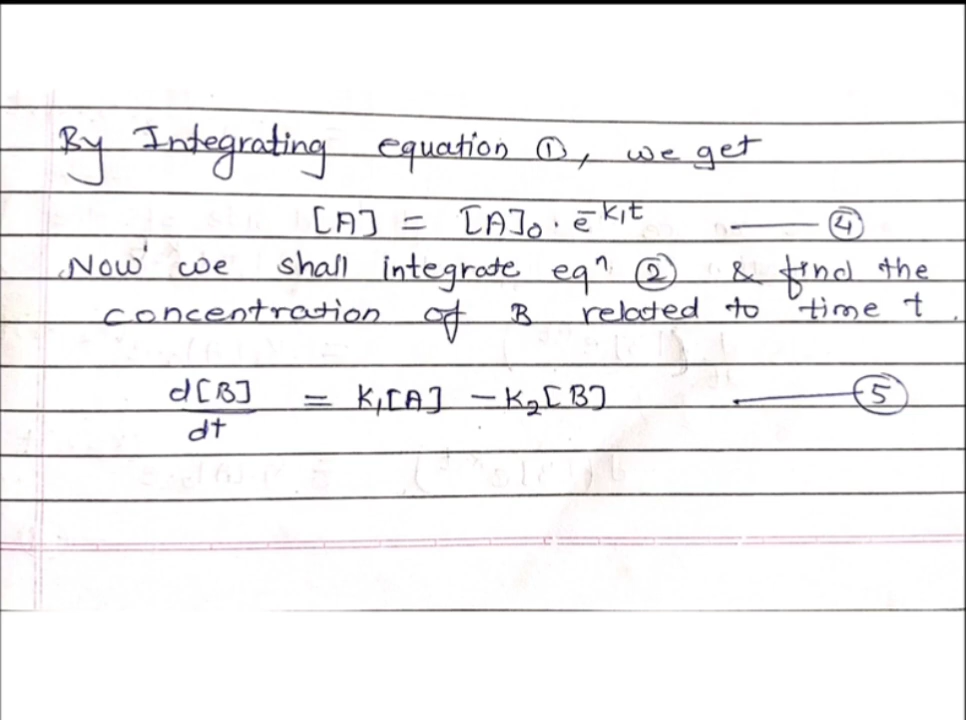 By Integrating equation ①, we get
[A] = [A]₀ · e⁻ᵏ¹ᵗ —— ④
Now we shall integrate eqⁿ ② & find the
concentration of B related to time t.
d[B]/dt = K₁[A] - K₂[B] —— ⑤